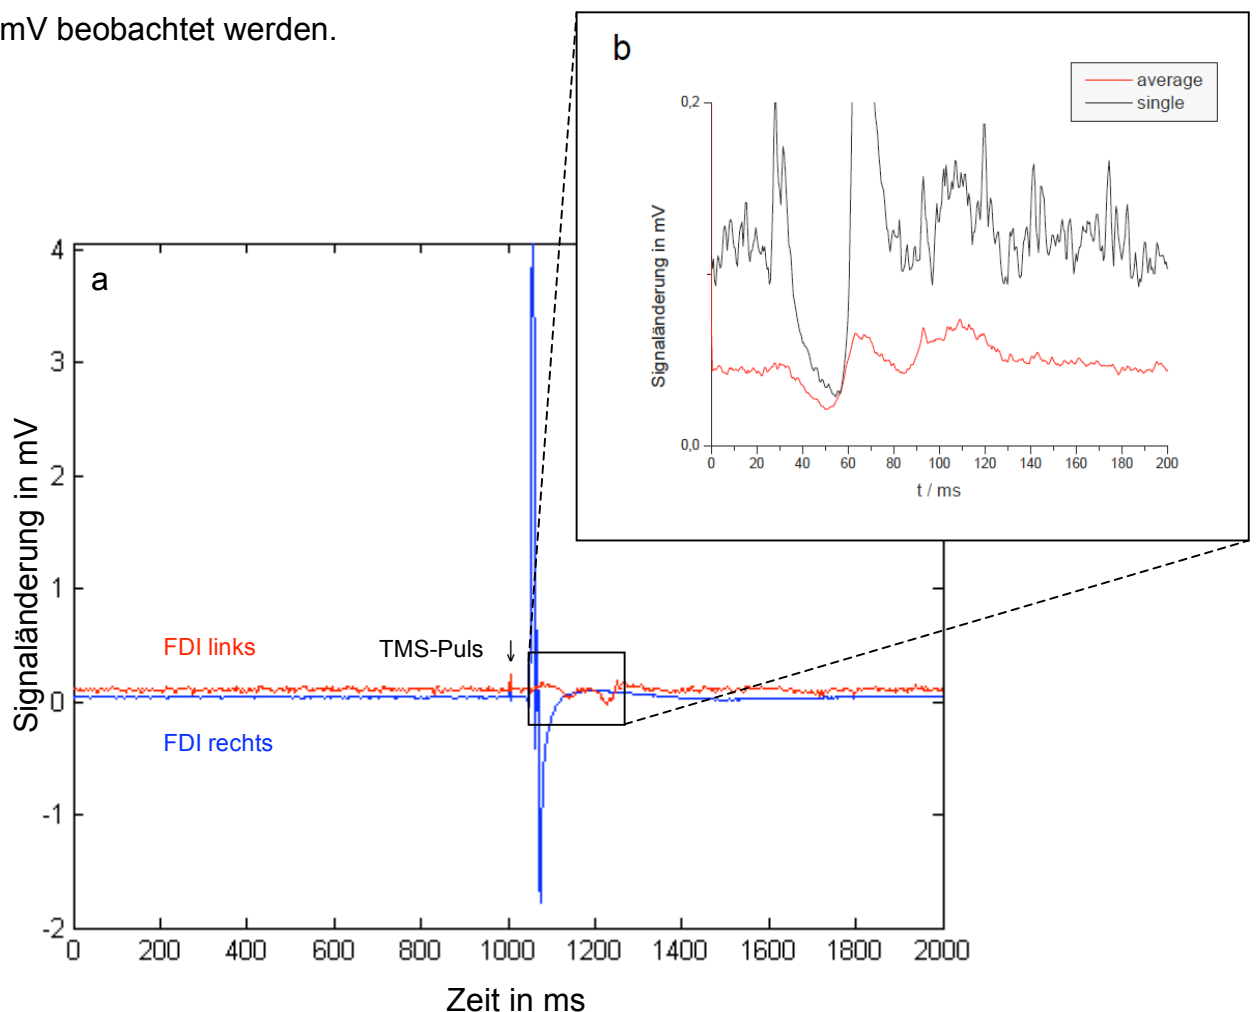 mV beobachtet werden.
b
average
single
0,2
Signaländerung in mV
0,0
0 20 40 60 80 100 120 140 160 180 200
t / ms
a
4
3
2
1
0
-1
-2
Signaländerung in mV
FDI links
TMS-Puls
FDI rechts
0 200 400 600 800 1000 1200 1400 1600 1800 2000
Zeit in ms